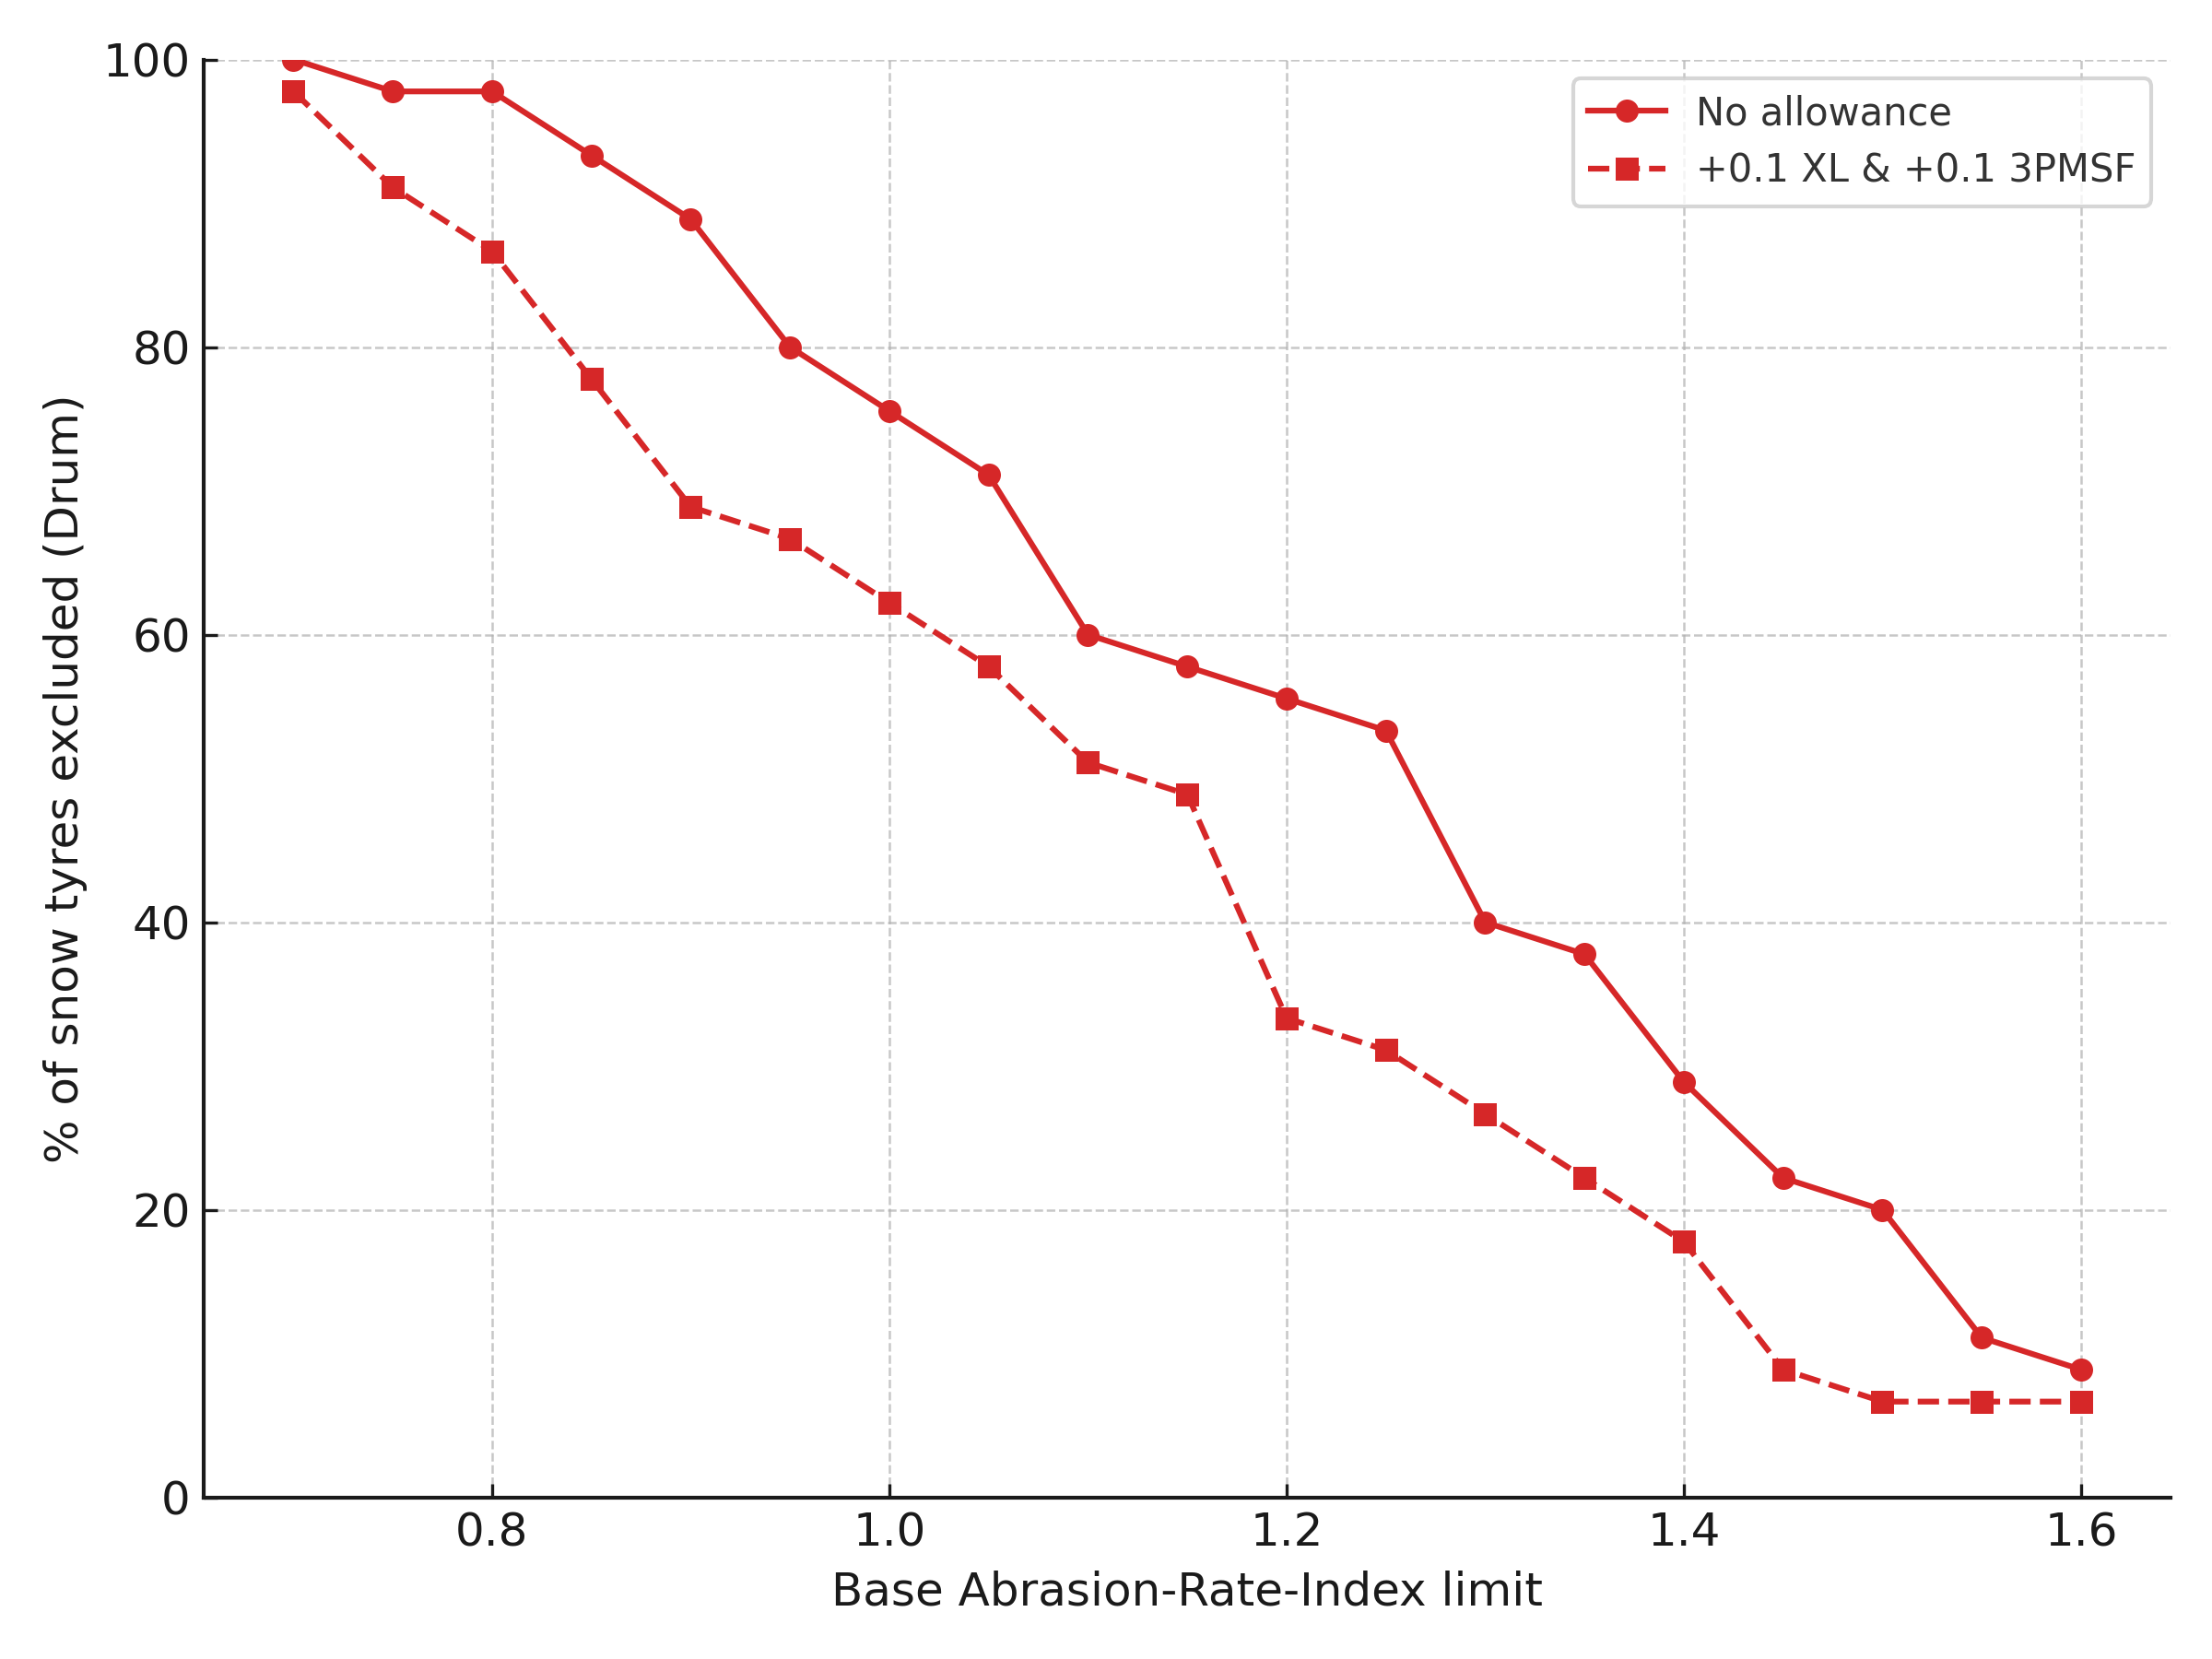 100
80
60
40
20
0
% of snow tyres excluded (Drum)
No allowance
+0.1 XL & +0.1 3PMSF
0.8 1.0 1.2 1.4 1.6
Base Abrasion-Rate-Index limit